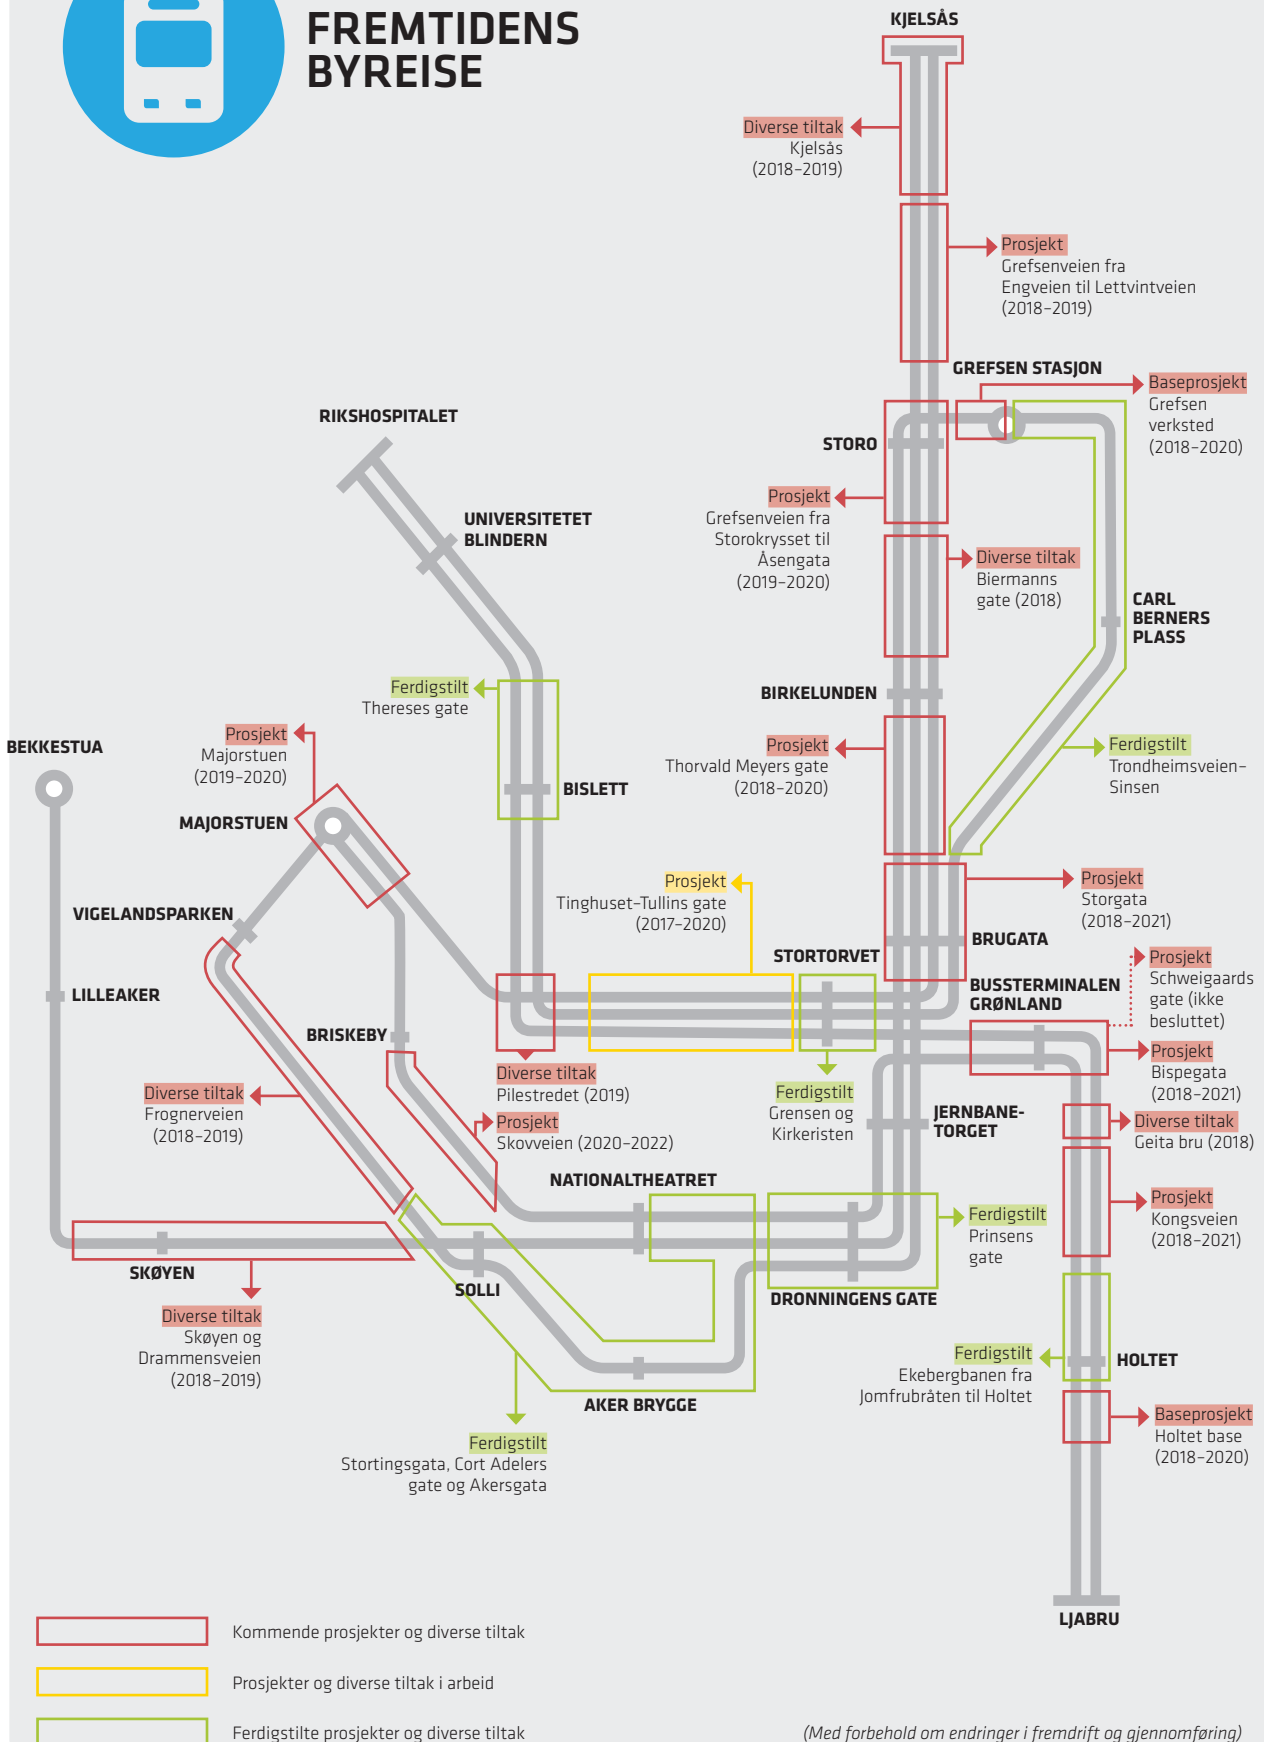 FREMTIDENS
BYREISE
KJELSÅS
Diverse tiltak
Kjelsås
(2018–2019)
Prosjekt
Grefsenveien fra
Engveien til Lettvintveien
(2018–2019)
GREFSEN STASJON
Baseprosjekt
Grefsen
verksted
(2018–2020)
RIKSHOSPITALET
STORO
Prosjekt
Grefsenveien fra
Storokrysset til
Åsengata
(2019–2020)
UNIVERSITETET
BLINDERN
Diverse tiltak
Biermanns
gate (2018)
CARL
BERNERS
PLASS
Ferdigstilt
Thereses gate
BIRKELUNDEN
Prosjekt
Majorstuen
(2019–2020)
BEKKESTUA
Prosjekt
Thorvald Meyers gate
(2018–2020)
Ferdigstilt
Trondheimsveien–
Sinsen
BISLETT
MAJORSTUEN
Prosjekt
Tinghuset–Tullins gate
(2017–2020)
Prosjekt
Storgata
(2018–2021)
VIGELANDSPARKEN
BRUGATA
STORTORVET
BUSSTERMINALEN
GRØNLAND
Prosjekt
Schweigaards
gate (ikke
besluttet)
LILLEAKER
BRISKEBY
Prosjekt
Bispegata
(2018–2021)
Diverse tiltak
Pilestredet (2019)
Diverse tiltak
Frognerveien
(2018–2019)
Ferdigstilt
Grensen og
Kirkeristen
JERNBANE-
TORGET
Diverse tiltak
Geita bru (2018)
Prosjekt
Skovveien (2020–2022)
NATIONALTHEATRET
Prosjekt
Kongsveien
(2018–2021)
Ferdigstilt
Prinsens
gate
SKØYEN
SOLLI
DRONNINGENS GATE
Diverse tiltak
Skøyen og
Drammensveien
(2018–2019)
Ferdigstilt
Ekebergbanen fra
Jomfrubråten til Holtet
HOLTET
AKER BRYGGE
Baseprosjekt
Holtet base
(2018–2020)
Ferdigstilt
Stortingsgata, Cort Adelers
gate og Akersgata
LJABRU
Kommende prosjekter og diverse tiltak
Prosjekter og diverse tiltak i arbeid
Ferdigstilte prosjekter og diverse tiltak
(Med forbehold om endringer i fremdrift og gjennomføring)